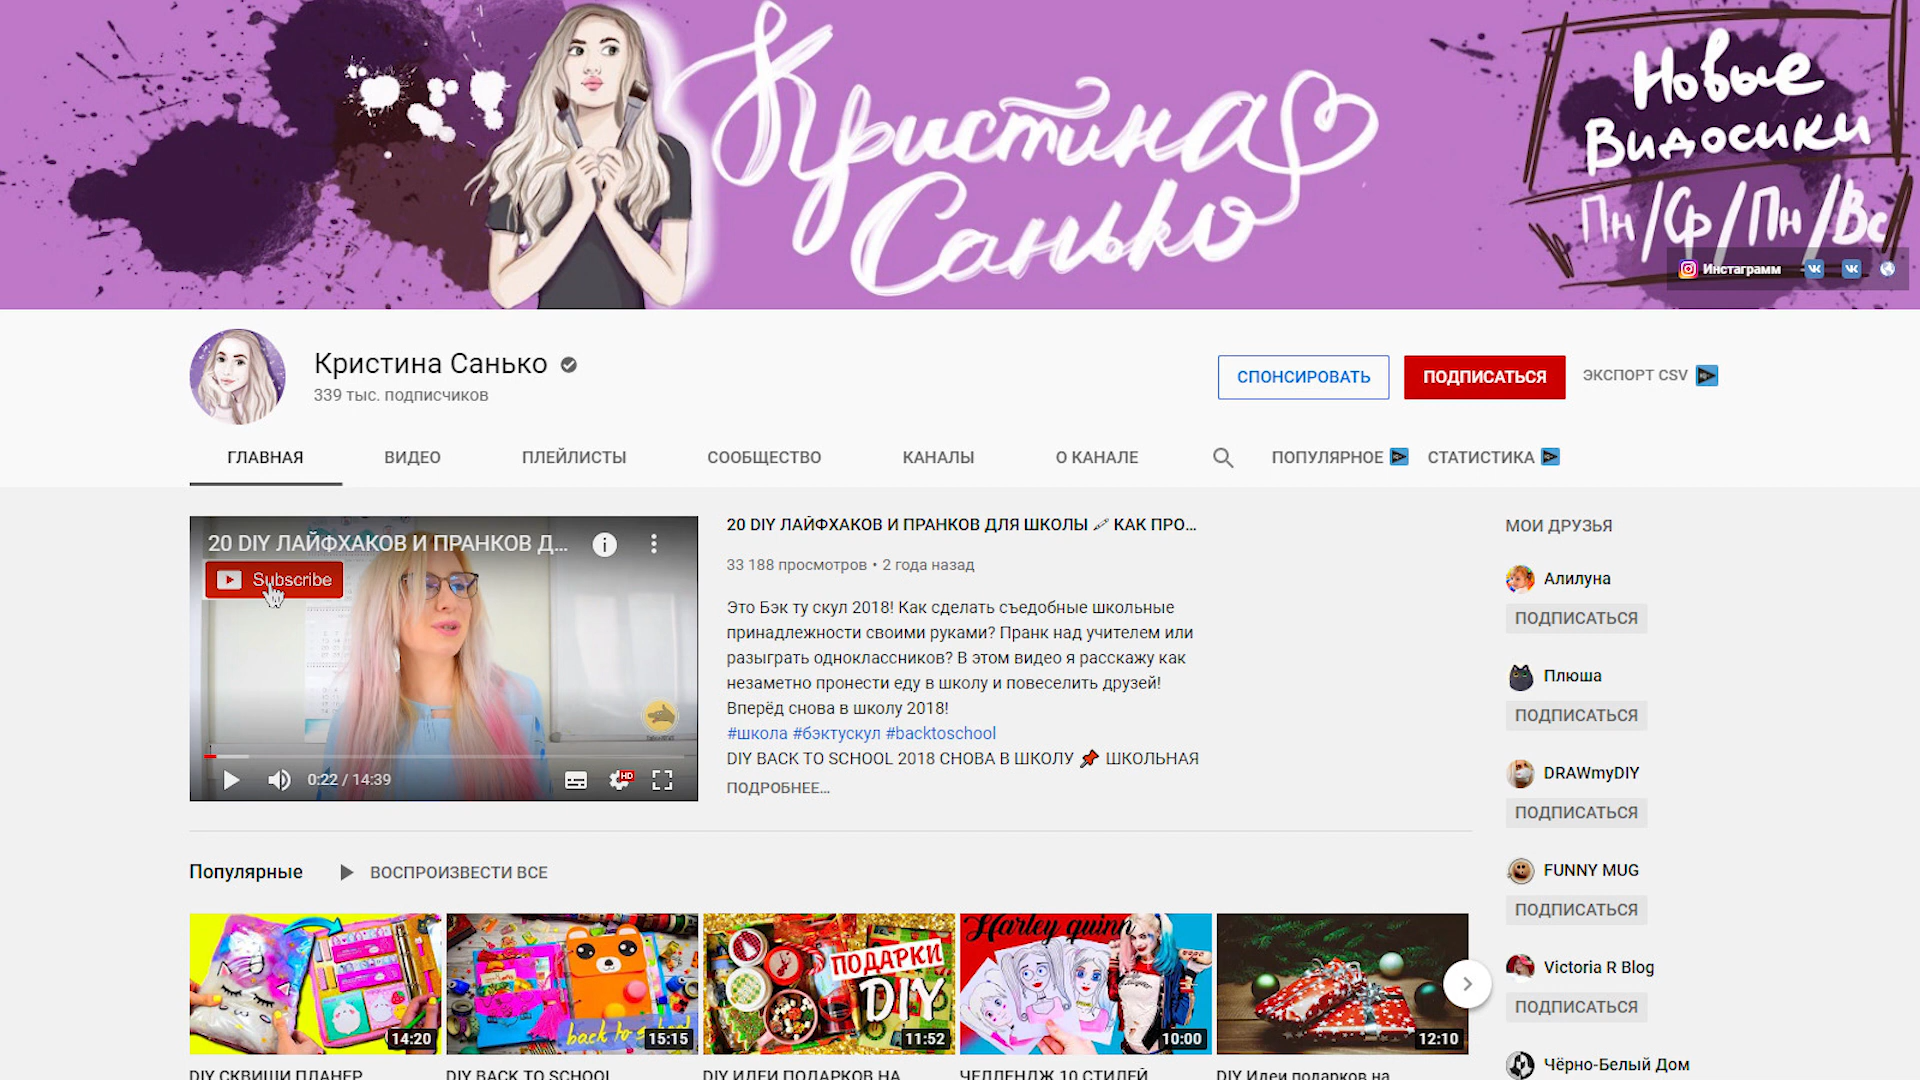 Кристина
Санько
Новые
Видосики
Пн/Ср/Пн/Вс
Инстаграмм
Кристина Санько
339 тыс. подписчиков
СПОНСИРОВАТЬ
ПОДПИСАТЬСЯ
ЭКСПОРТ CSV
ГЛАВНАЯ
ВИДЕО
ПЛЕЙЛИСТЫ
СООБЩЕСТВО
КАНАЛЫ
О КАНАЛЕ
ПОПУЛЯРНОЕ
СТАТИСТИКА
20 DIY ЛАЙФХАКОВ И ПРАНКОВ Д...
Subscribe
0:22 / 14:39
HD
20 DIY ЛАЙФХАКОВ И ПРАНКОВ ДЛЯ ШКОЛЫ КАК ПРО...
33 188 просмотров • 2 года назад
Это Бэк ту скул 2018! Как сделать съедобные школьные
принадлежности своими руками? Пранк над учителем или
разыграть одноклассников? В этом видео я расскажу как
незаметно пронести еду в школу и повеселить друзей!
Вперёд снова в школу 2018!
#школа #бэктускул #backtoschool
DIY BACK TO SCHOOL 2018 СНОВА В ШКОЛУ 📌 ШКОЛЬНАЯ
ПОДРОБНЕЕ...
МОИ ДРУЗЬЯ
Алилуна
ПОДПИСАТЬСЯ
Плюша
ПОДПИСАТЬСЯ
DRAWmyDIY
ПОДПИСАТЬСЯ
FUNNY MUG
ПОДПИСАТЬСЯ
Victoria R Blog
ПОДПИСАТЬСЯ
Чёрно-Белый Дом
Популярные
ВОСПРОИЗВЕСТИ ВСЕ
14:20
back to school
15:15
ПОДАРКИ
DIY
11:52
Harley quinn
10:00
12:10
DIY СКВИШИ ПЛАНЕР
DIY BACK TO SCHOOL
DIY ИДЕИ ПОДАРКОВ НА
ЧЕЛЛЕНДЖ 10 СТИЛЕЙ
DIY Идеи подарков на